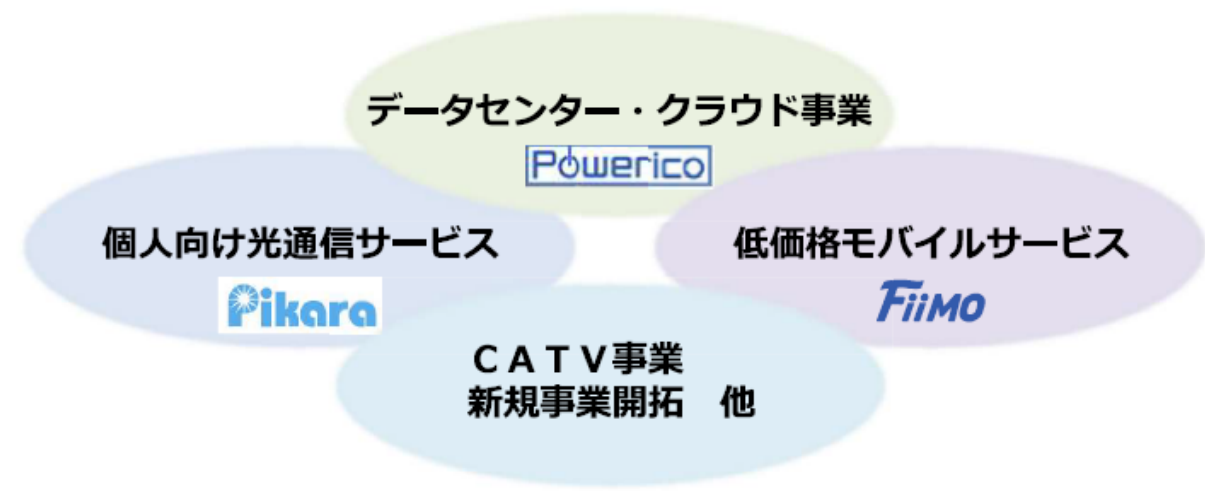 データセンター・クラウド事業
Powerico
個人向け光通信サービス
Pikara
低価格モバイルサービス
FiiMO
ＣＡＴＶ事業
新規事業開拓　他